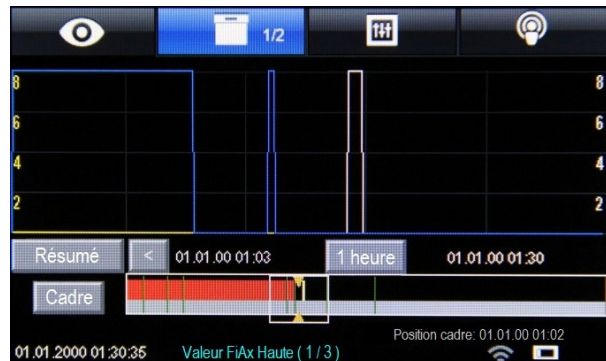 1/2
8 8
6 6
4 4
2 2
Résumé < 01.01.00 01:03 1 heure 01.01.00 01:30
Cadre
Position cadre: 01.01.00 01:02
01.01.2000 01:30:35 Valeur FiAx Haute ( 1 / 3 )